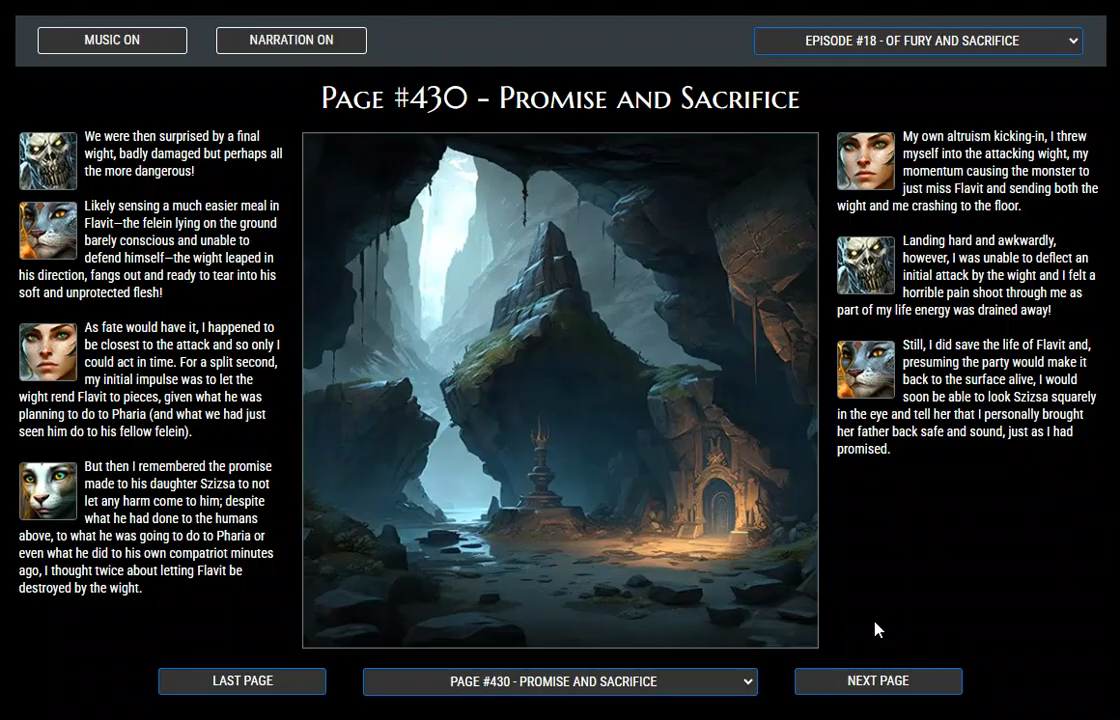 MUSIC ON
NARRATION ON
EPISODE #18 - OF FURY AND SACRIFICE
Page #430 - Promise and Sacrifice
We were then surprised by a final
wight, badly damaged but perhaps all
the more dangerous!
Likely sensing a much easier meal in
Flavit—the felein lying on the ground
barely conscious and unable to
defend himself—the wight leaped in
his direction, fangs out and ready to tear into his
soft and unprotected flesh!
As fate would have it, I happened to
be closest to the attack and so only I
could act in time. For a split second,
my initial impulse was to let the
wight rend Flavit to pieces, given what he was
planning to do to Pharia (and what we had just
seen him do to his fellow felein).
But then I remembered the promise
made to his daughter Szizsa to not
let any harm come to him; despite
what he had done to the humans
above, to what he was going to do to Pharia or
even what he did to his own compatriot minutes
ago, I thought twice about letting Flavit be
destroyed by the wight.
My own altruism kicking-in, I threw
myself into the attacking wight, my
momentum causing the monster to
just miss Flavit and sending both the
wight and me crashing to the floor.
Landing hard and awkwardly,
however, I was unable to deflect an
initial attack by the wight and I felt a
horrible pain shoot through me as
part of my life energy was drained away!
Still, I did save the life of Flavit and,
presuming the party would make it
back to the surface alive, I would
soon be able to look Szizsa squarely
in the eye and tell her that I personally brought
her father back safe and sound, just as I had
promised.
LAST PAGE
PAGE #430 - PROMISE AND SACRIFICE
NEXT PAGE